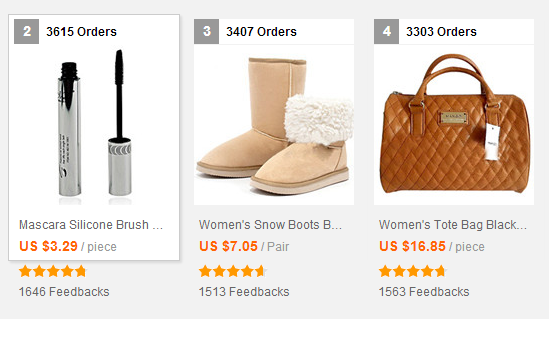 2 3615 Orders
Mascara Silicone Brush ...
US $3.29 / piece
1646 Feedbacks
3 3407 Orders
Women's Snow Boots B...
US $7.05 / Pair
1513 Feedbacks
4 3303 Orders
Women's Tote Bag Black...
US $16.85 / piece
1563 Feedbacks